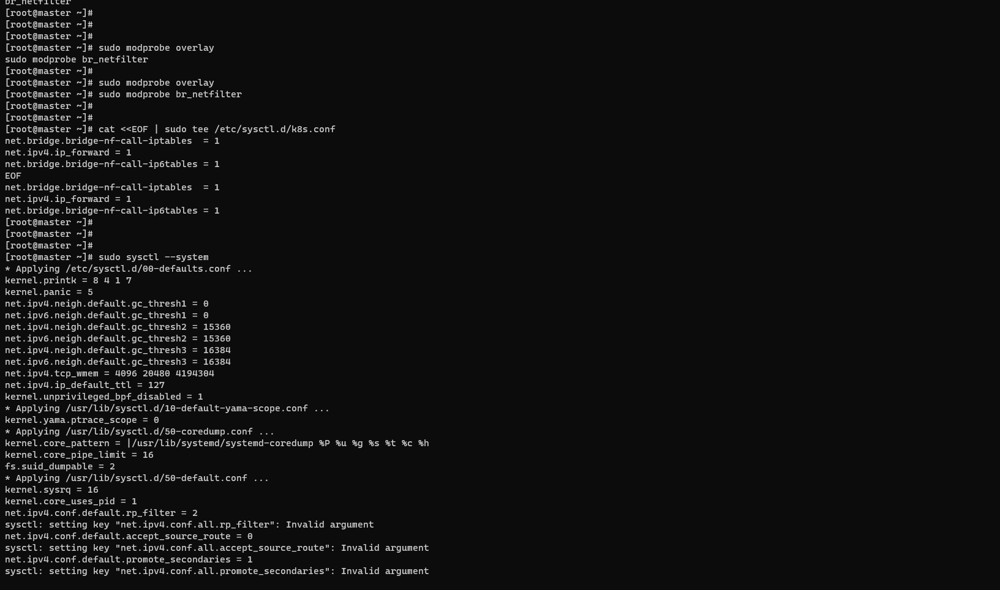 br_netfilter
[root@master ~]#
[root@master ~]#
[root@master ~]#
[root@master ~]# sudo modprobe overlay
sudo modprobe br_netfilter
[root@master ~]#
[root@master ~]# sudo modprobe overlay
[root@master ~]# sudo modprobe br_netfilter
[root@master ~]#
[root@master ~]#
[root@master ~]# cat <<EOF | sudo tee /etc/sysctl.d/k8s.conf
net.bridge.bridge-nf-call-iptables  = 1
net.ipv4.ip_forward = 1
net.bridge.bridge-nf-call-ip6tables = 1
EOF
net.bridge.bridge-nf-call-iptables  = 1
net.ipv4.ip_forward = 1
net.bridge.bridge-nf-call-ip6tables = 1
[root@master ~]#
[root@master ~]#
[root@master ~]#
[root@master ~]# sudo sysctl --system
* Applying /etc/sysctl.d/00-defaults.conf ...
kernel.printk = 8 4 1 7
kernel.panic = 5
net.ipv4.neigh.default.gc_thresh1 = 0
net.ipv6.neigh.default.gc_thresh1 = 0
net.ipv4.neigh.default.gc_thresh2 = 15360
net.ipv6.neigh.default.gc_thresh2 = 15360
net.ipv4.neigh.default.gc_thresh3 = 16384
net.ipv6.neigh.default.gc_thresh3 = 16384
net.ipv4.tcp_wmem = 4096 20480 4194304
net.ipv4.ip_default_ttl = 127
kernel.unprivileged_bpf_disabled = 1
* Applying /usr/lib/sysctl.d/10-default-yama-scope.conf ...
kernel.yama.ptrace_scope = 0
* Applying /usr/lib/sysctl.d/50-coredump.conf ...
kernel.core_pattern = |/usr/lib/systemd/systemd-coredump %P %u %g %s %t %c %h
kernel.core_pipe_limit = 16
fs.suid_dumpable = 2
* Applying /usr/lib/sysctl.d/50-default.conf ...
kernel.sysrq = 16
kernel.core_uses_pid = 1
net.ipv4.conf.default.rp_filter = 2
sysctl: setting key "net.ipv4.conf.all.rp_filter": Invalid argument
net.ipv4.conf.default.accept_source_route = 0
sysctl: setting key "net.ipv4.conf.all.accept_source_route": Invalid argument
net.ipv4.conf.default.promote_secondaries = 1
sysctl: setting key "net.ipv4.conf.all.promote_secondaries": Invalid argument